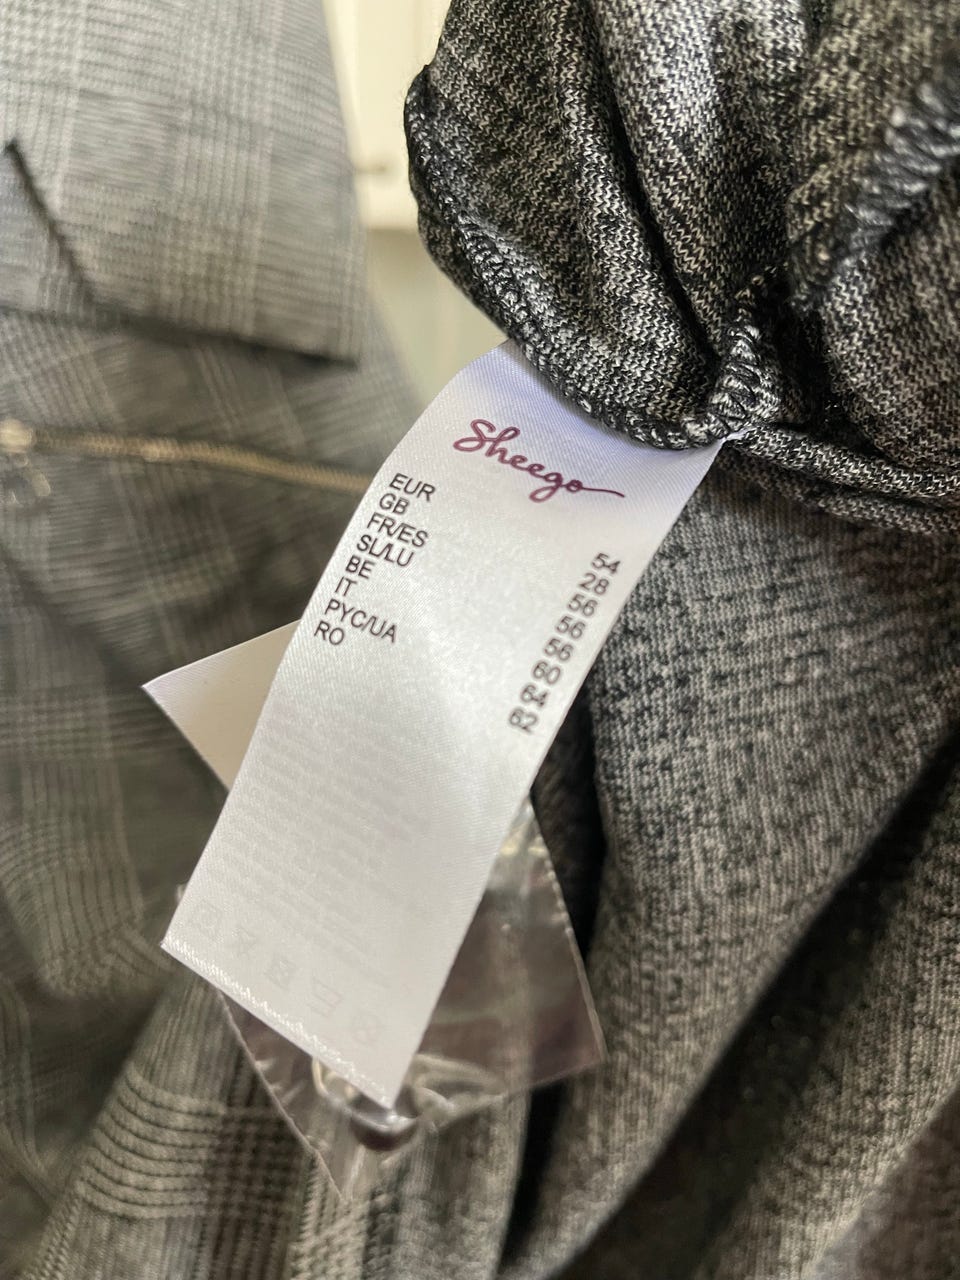 Sheego
EUR 54
GB 28
FR/ES 56
SL/LU 56
BE 56
IT 60
PYC/UA 64
RO 62